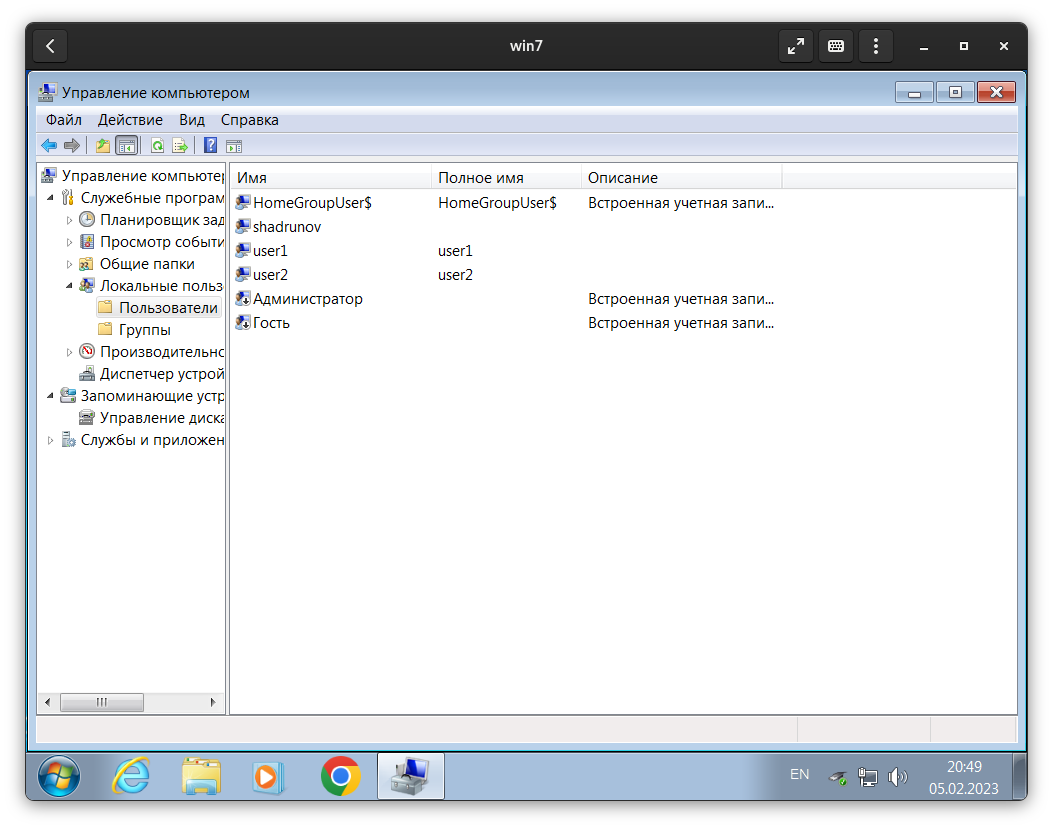 win7
Управление компьютером
Файл Действие Вид Справка
Управление компьютер
Служебные програм
Планировщик зад
Просмотр событи
Общие папки
Локальные польз
Пользователи
Группы
Производительнс
Диспетчер устрой
Запоминающие устр
Управление диска
Службы и приложен
Имя Полное имя Описание
HomeGroupUser$ HomeGroupUser$ Встроенная учетная запи...
shadrunov
user1 user1
user2 user2
Администратор Встроенная учетная запи...
Гость Встроенная учетная запи...
EN
20:49
05.02.2023